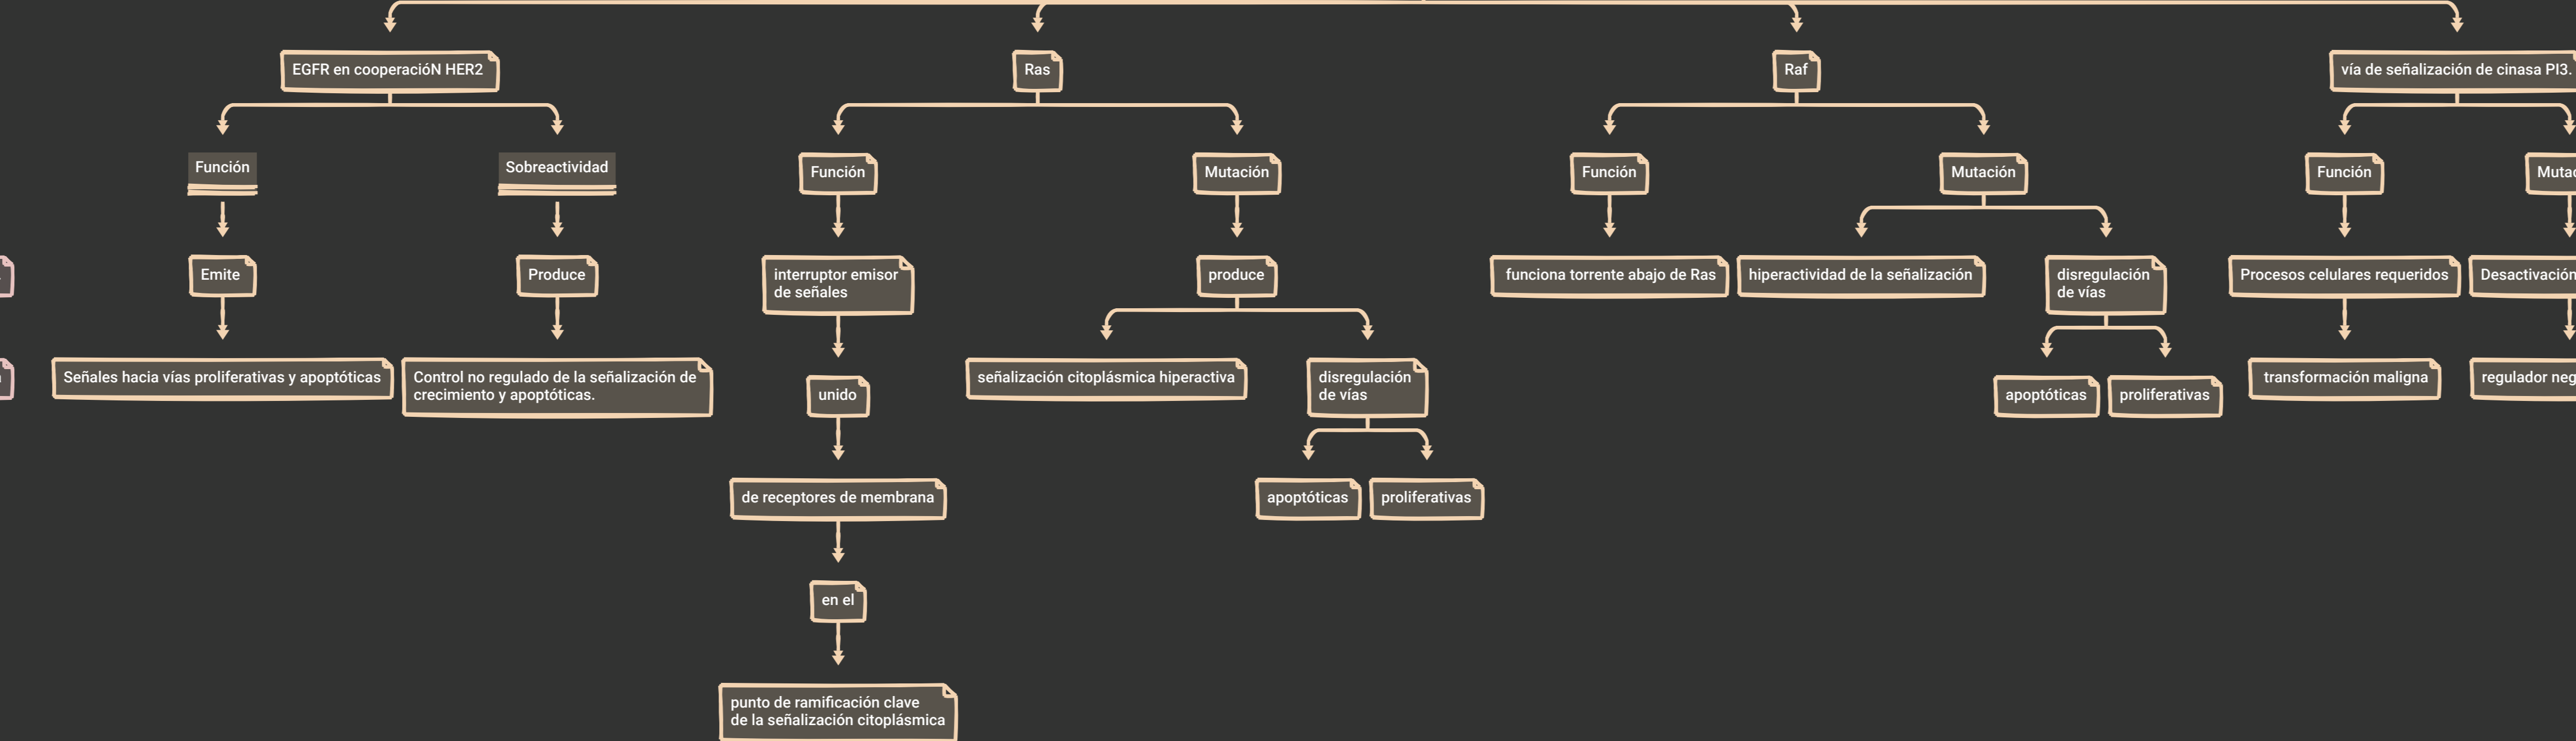 EGFR en cooperacióN HER2
Ras
Raf
vía de señalización de cinasa PI3.
Función
Sobreactividad
Función
Mutación
Función
Mutación
Función
Emite
Produce
interruptor emisor
de señales
produce
funciona torrente abajo de Ras
hiperactividad de la señalización
disregulación
de vías
Procesos celulares requeridos
Desactivación
Señales hacia vías proliferativas y apoptóticas
Control no regulado de la señalización de
crecimiento y apoptóticas.
unido
señalización citoplásmica hiperactiva
disregulación
de vías
apoptóticas
proliferativas
transformación maligna
regulador
de receptores de membrana
apoptóticas
proliferativas
en el
punto de ramificación clave
de la señalización citoplásmica